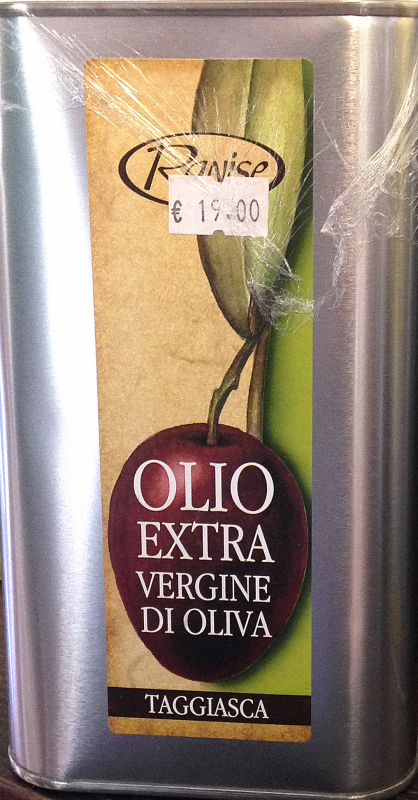 Ranise
€ 19.00
OLIO
EXTRA
VERGINE
DI OLIVA
TAGGIASCA